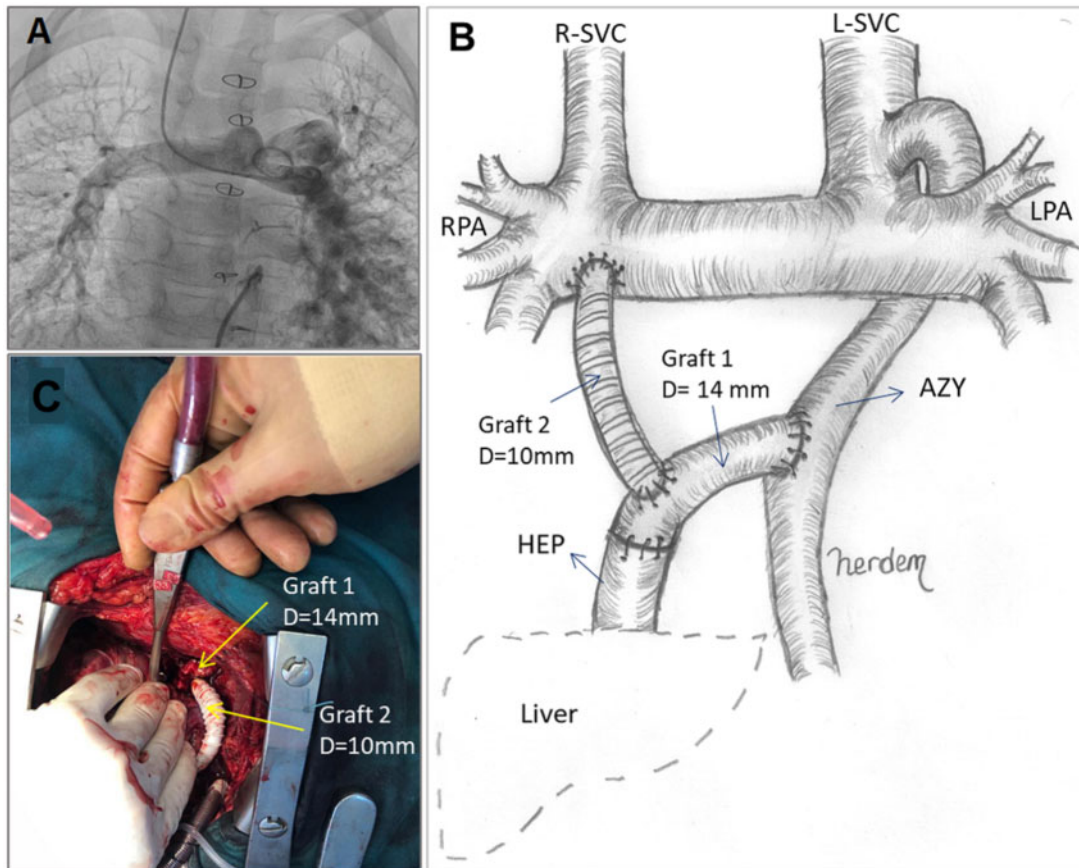 A
B
R-SVC
L-SVC
RPA
LPA
Graft 1
D= 14 mm
Graft 2
D=10mm
AZY
HEP
herdem
Liver
C
Graft 1
D=14mm
Graft 2
D=10mm